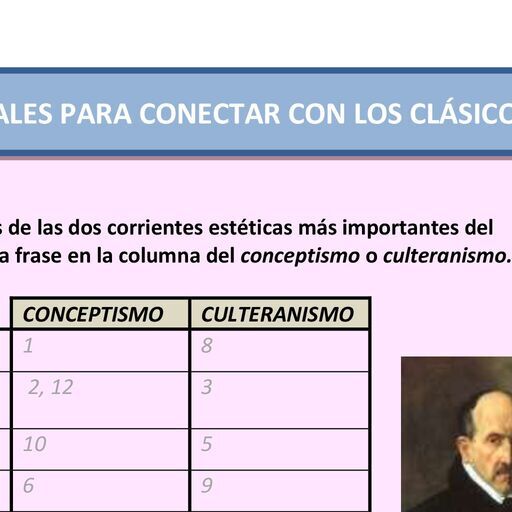 ALES PARA CONECTAR CON LOS CLÁSICO
s de las dos corrientes estéticas más importantes del
a frase en la columna del conceptismo o culteranismo.
CONCEPTISMO CULTERANISMO
1 8
2, 12 3
10 5
6 9